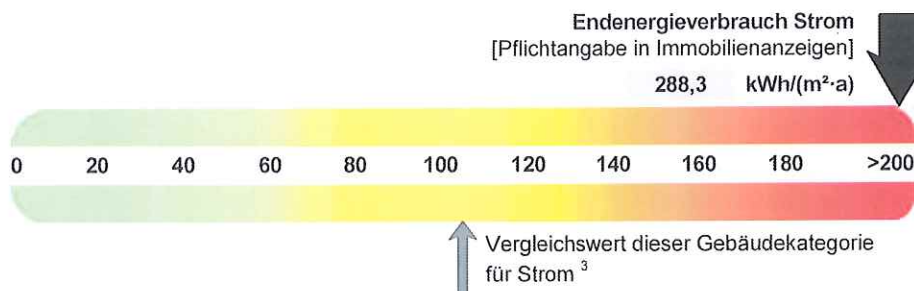 Endenergieverbrauch Strom
[Pflichtangabe in Immobilienanzeigen]
288,3 kWh/(m²·a)
0 20 40 60 80 100 120 140 160 180 >200
Vergleichswert dieser Gebäudekategorie
für Strom ³